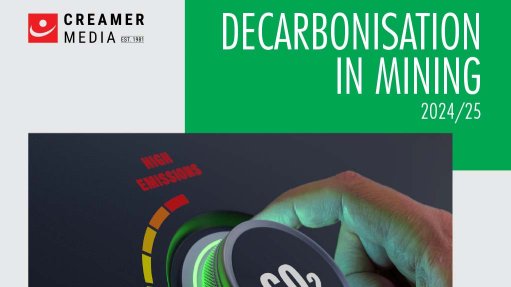 CREAMER
MEDIA EST. 1981
DECARBONISATION
IN MINING
2024/25
HIGH
EMISSIONS
CO2